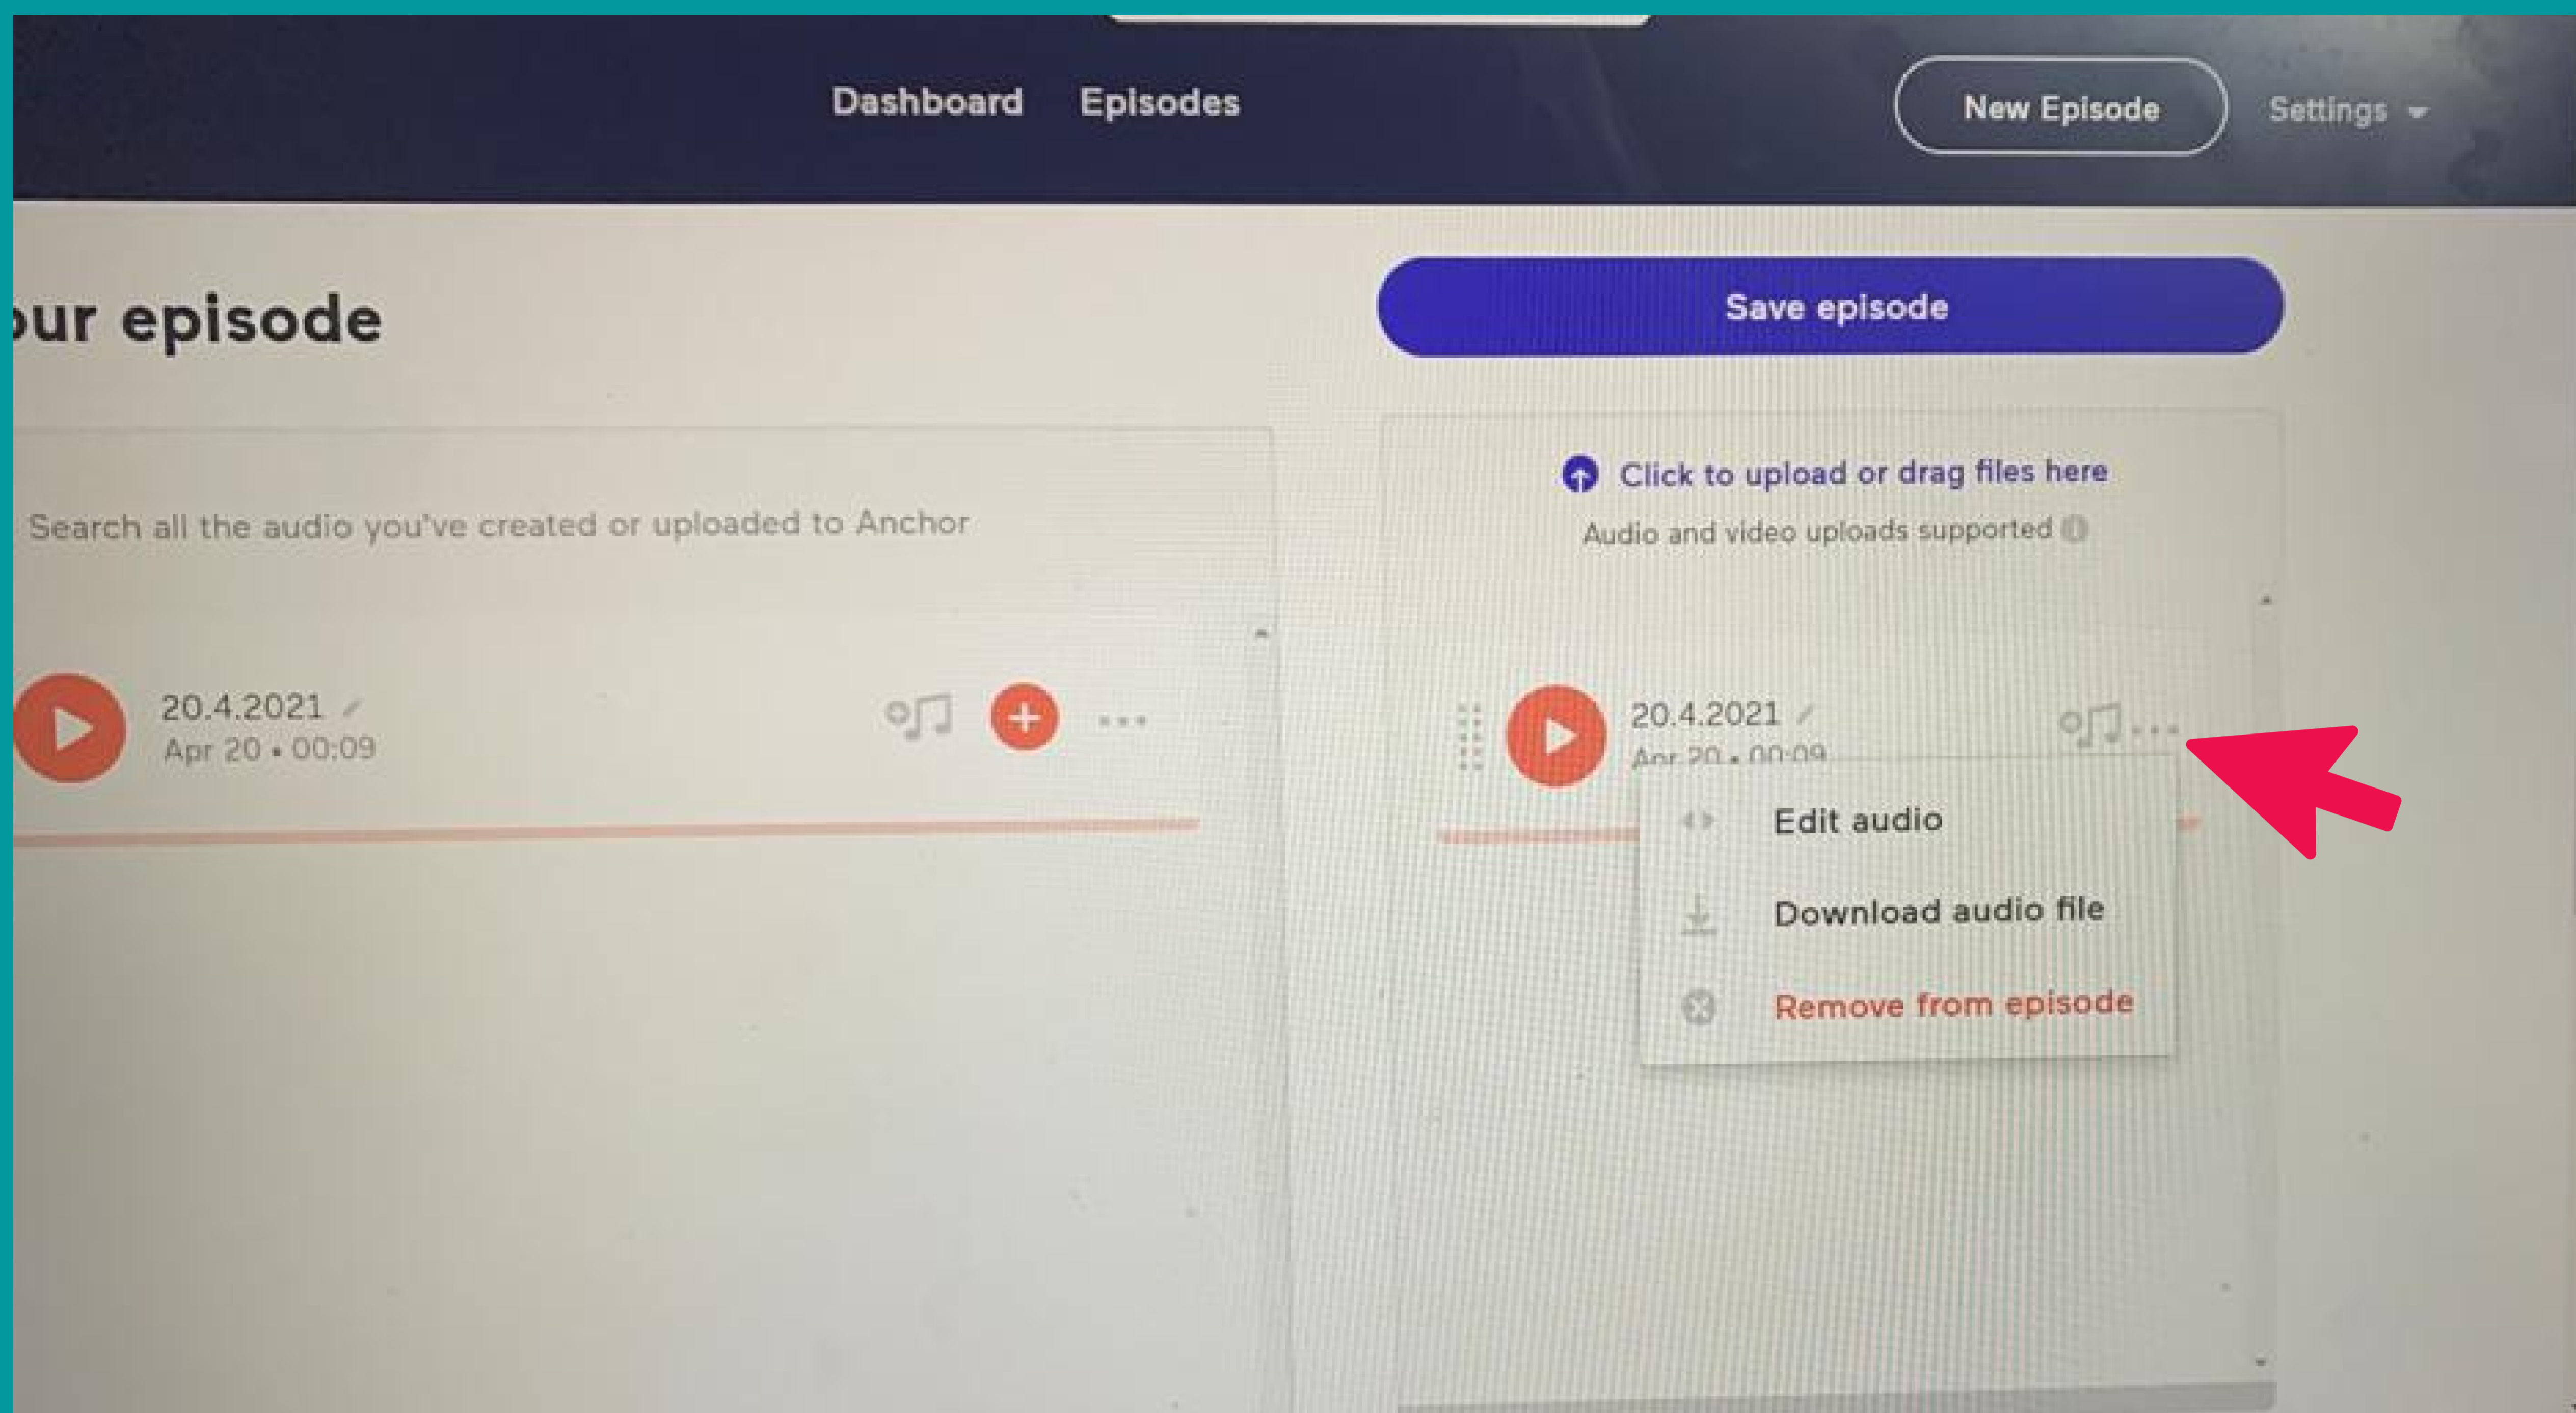 Dashboard Episodes
New Episode Settings
our episode
Save episode
Click to upload or drag files here
Audio and video uploads supported
Search all the audio you've created or uploaded to Anchor
20.4.2021
Apr 20 • 00:09
20.4.2021
Apr 20 • 00:09
Edit audio
Download audio file
Remove from episode